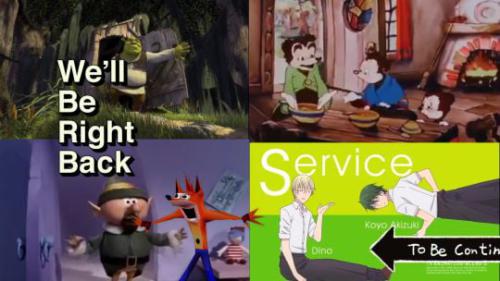 We'll
Be
Right
Back
Service
Koyo Akizuki
Dino
To Be Contin